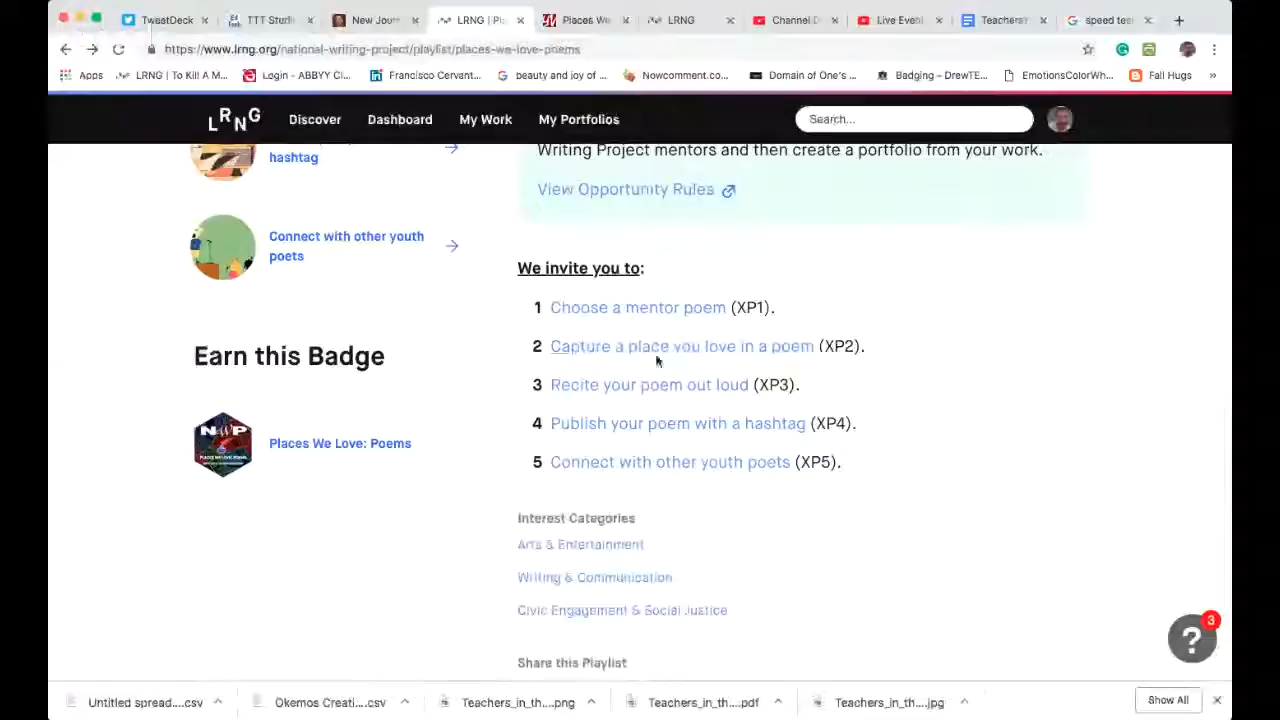 TweetDeck
TTT Studi
New Jour
LRNG | Pl
Places We
LRNG
Channel D
Live Event
Teachers'
speed tes
https://www.lrng.org/national-writing-project/playlist/places-we-love-poems
Apps
LRNG | To Kill A M...
Login - ABBYY Cl...
Francisco Cervant...
beauty and joy of ...
Nowcomment.co...
Domain of One's ...
Badging – DrewTE...
EmotionsColorWh...
Fall Hugs
»
LRNG
Discover
Dashboard
My Work
My Portfolios
Search...
hashtag
Connect with other youth
poets
Earn this Badge
NWP
Places We Love: Poems
Writing Project mentors and then create a portfolio from your work.
View Opportunity Rules
We invite you to:
1 Choose a mentor poem (XP1).
2 Capture a place you love in a poem (XP2).
3 Recite your poem out loud (XP3).
4 Publish your poem with a hashtag (XP4).
5 Connect with other youth poets (XP5).
Interest Categories
Arts & Entertainment
Writing & Communication
Civic Engagement & Social Justice
Share this Playlist
?
3
Untitled spread....csv
Okemos Creati....csv
Teachers_in_th....png
Teachers_in_th....pdf
Teachers_in_th....jpg
Show All